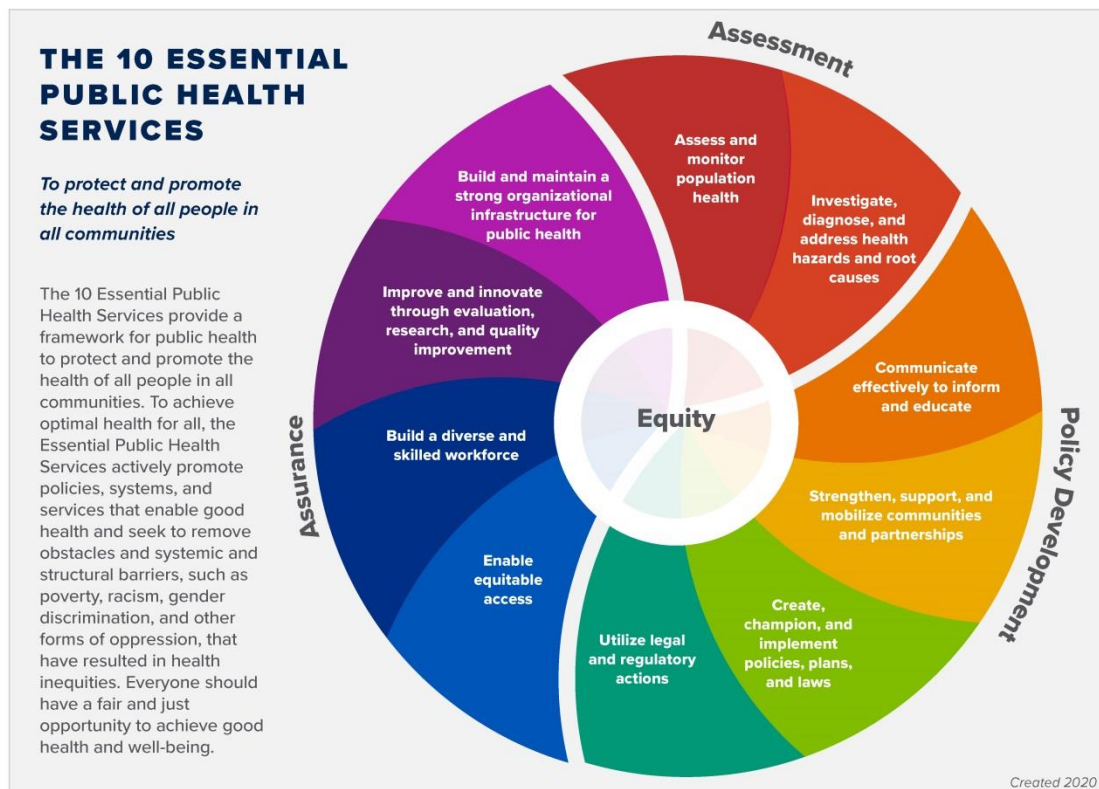 THE 10 ESSENTIAL
PUBLIC HEALTH
SERVICES
To protect and promote
the health of all people in
all communities
The 10 Essential Public
Health Services provide a
framework for public health
to protect and promote the
health of all people in all
communities. To achieve
optimal health for all, the
Essential Public Health
Services actively promote
policies, systems, and
services that enable good
health and seek to remove
obstacles and systemic and
structural barriers, such as
poverty, racism, gender
discrimination, and other
forms of oppression, that
have resulted in health
inequities. Everyone should
have a fair and just
opportunity to achieve good
health and well-being.
Assessment
Assess and
monitor
population
health
Investigate,
diagnose, and
address health
hazards and root
causes
Policy Development
Communicate
effectively to inform
and educate
Strengthen, support, and
mobilize communities
and partnerships
Create,
champion, and
implement
policies, plans,
and laws
Utilize legal
and regulatory
actions
Assurance
Enable
equitable
access
Build a diverse and
skilled workforce
Improve and innovate
through evaluation,
research, and quality
improvement
Build and maintain a
strong organizational
infrastructure for
public health
Equity
Created 2020